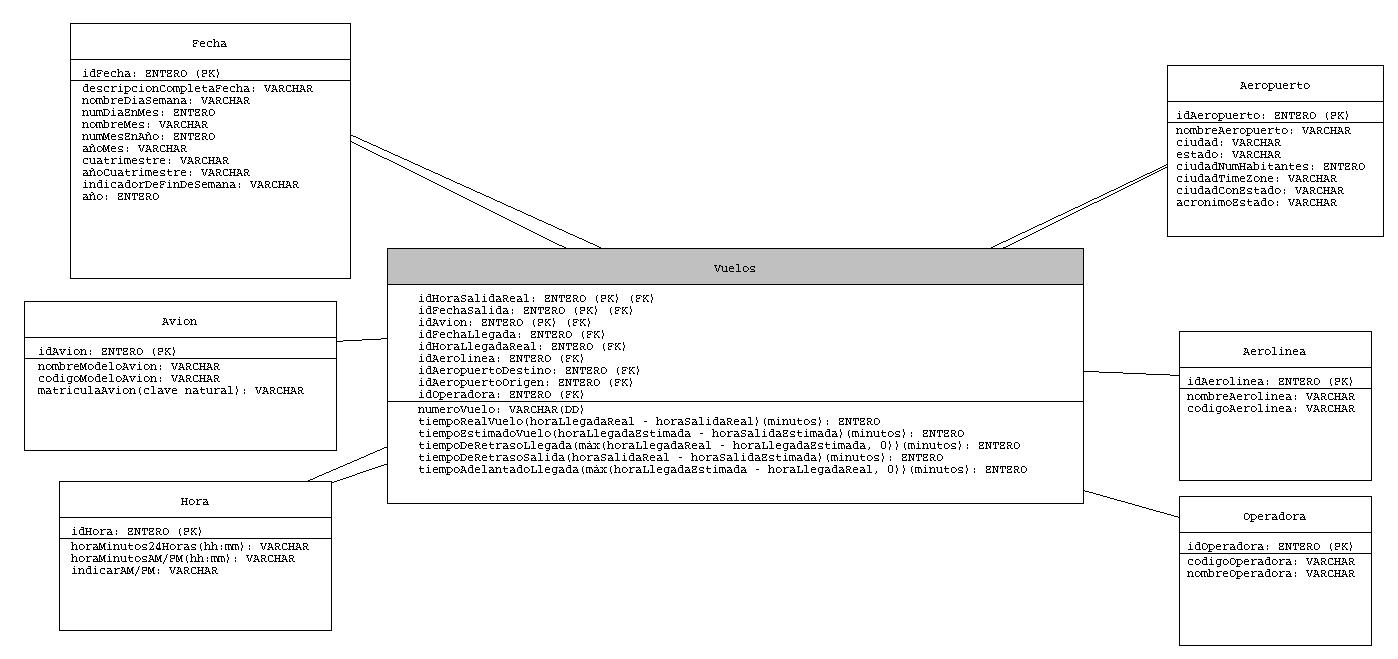 Fecha
idFecha: ENTERO (PK)
descripcionCompletaFecha: VARCHAR
nombreDiaSemana: VARCHAR
numDiaEnMes: ENTERO
nombreMes: VARCHAR
numMesEnAño: ENTERO
añoMes: VARCHAR
cuatrimestre: VARCHAR
añoCuatrimestre: VARCHAR
indicadorDeFinDeSemana: VARCHAR
año: ENTERO
Aeropuerto
idAeropuerto: ENTERO (PK)
nombreAeropuerto: VARCHAR
ciudad: VARCHAR
estado: VARCHAR
ciudadNumHabitantes: ENTERO
ciudadTimeZone: VARCHAR
ciudadConEstado: VARCHAR
acronimoEstado: VARCHAR
Vuelos
idHoraSalidaReal: ENTERO (PK) (FK)
idFechaSalida: ENTERO (PK) (FK)
idAvion: ENTERO (PK) (FK)
idFechaLlegada: ENTERO (FK)
idHoraLlegadaReal: ENTERO (FK)
idAerolinea: ENTERO (FK)
idAeropuertoDestino: ENTERO (FK)
idAeropuertoOrigen: ENTERO (FK)
idOperadora: ENTERO (FK)
numeroVuelo: VARCHAR(DD)
tiempoRealVuelo(horaLlegadaReal - horaSalidaReal)(minutos): ENTERO
tiempoEstimadoVuelo(horaLlegadaEstimada - horaSalidaEstimada)(minutos): ENTERO
tiempoDeRetrasoLlegada(máx(horaLlegadaReal - horaLlegadaEstimada, 0))(minutos): ENTERO
tiempoDeRetrasoSalida(horaSalidaReal - horaSalidaEstimada)(minutos): ENTERO
tiempoAdelantadoLlegada(máx(horaLlegadaEstimada - horaLlegadaReal, 0))(minutos): ENTERO
Avion
idAvion: ENTERO (PK)
nombreModeloAvion: VARCHAR
codigoModeloAvion: VARCHAR
matriculaAvion(clave natural): VARCHAR
Aerolinea
idAerolinea: ENTERO (PK)
nombreAerolinea: VARCHAR
codigoAerolinea: VARCHAR
Hora
idHora: ENTERO (PK)
horaMinutos24Horas(hh:mm): VARCHAR
horaMinutosAM/PM(hh:mm): VARCHAR
indicarAM/PM: VARCHAR
Operadora
idOperadora: ENTERO (PK)
codigoOperadora: VARCHAR
nombreOperadora: VARCHAR